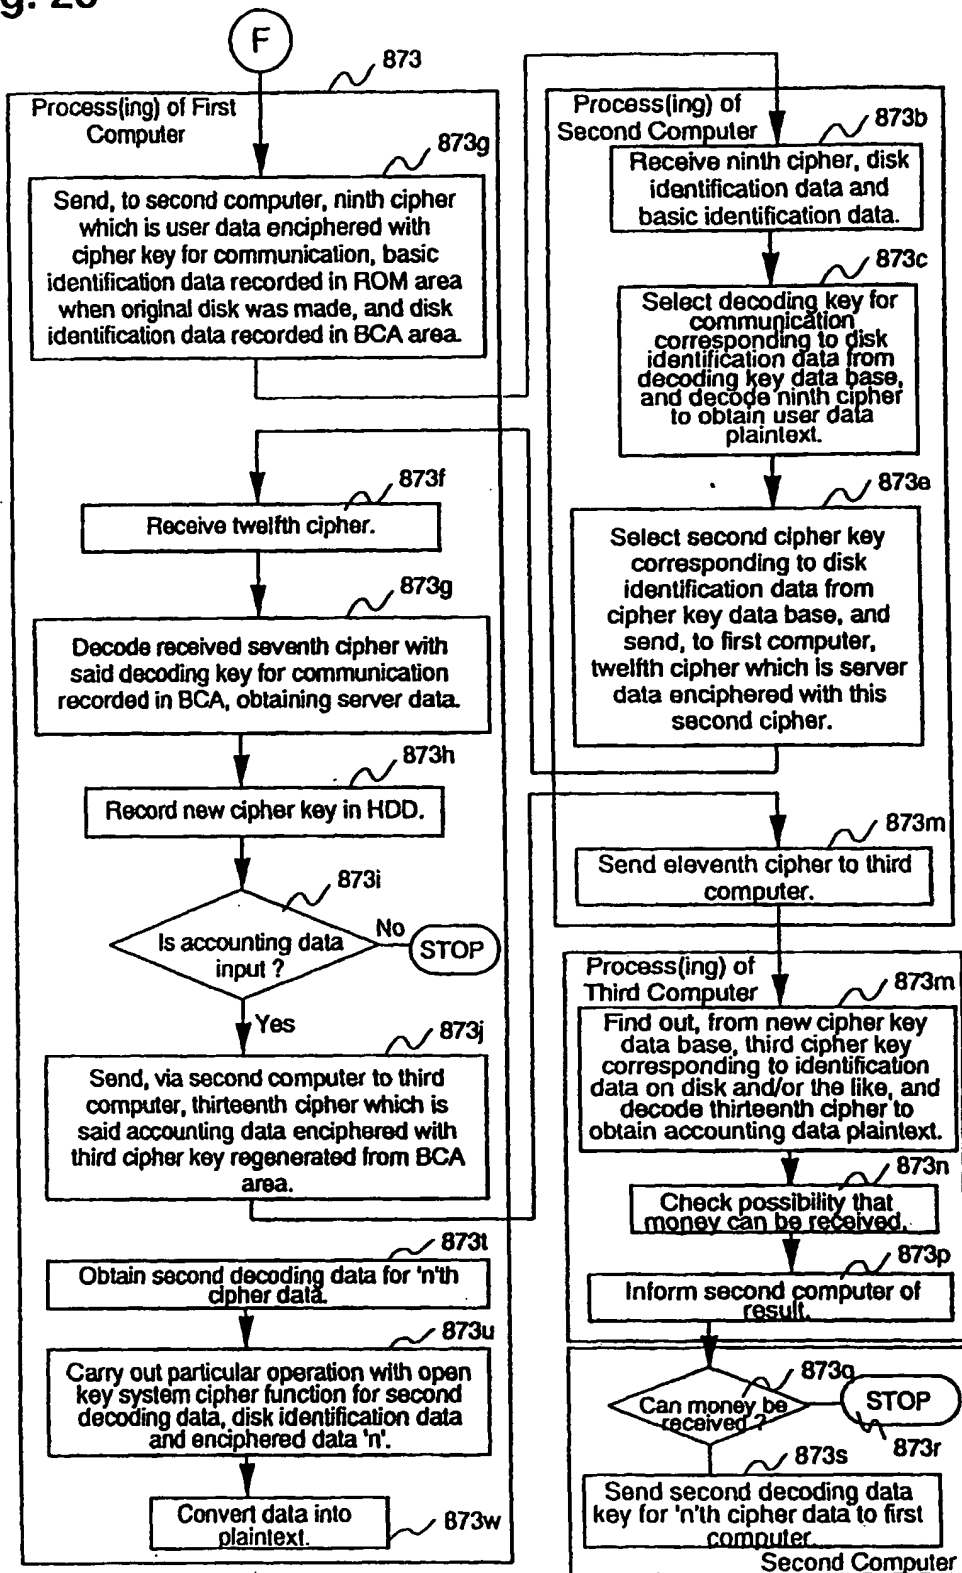 g. 20
F
873
Process(ing) of First
Computer
873g
Send, to second computer, ninth cipher
which is user data enciphered with
cipher key for communication, basic
identification data recorded in ROM area
when original disk was made, and disk
identification data recorded in BCA area.
873f
Receive twelfth cipher.
873g
Decode received seventh cipher with
said decoding key for communication
recorded in BCA, obtaining server data.
873h
Record new cipher key in HDD.
873i
Is accounting data
input ?
No
STOP
Yes
873j
Send, via second computer to third
computer, thirteenth cipher which is
said accounting data enciphered with
third cipher key regenerated from BCA
area.
873t
Obtain second decoding data for 'n'th
cipher data.
873u
Carry out particular operation with open
key system cipher function for second
decoding data, disk identification data
and enciphered data 'n'.
Convert data into
plaintext.
873w
Process(ing) of
Second Computer
873b
Receive ninth cipher, disk
identification data and
basic identification data.
873c
Select decoding key for
communication
corresponding to disk
identification data from
decoding key data base,
and decode ninth cipher
to obtain user data
plaintext.
873e
Select second cipher key
corresponding to disk
identification data from
cipher key data base, and
send, to first computer,
twelfth cipher which is server
data enciphered with this
second cipher.
873m
Send eleventh cipher to third
computer.
Process(ing) of
Third Computer
873m
Find out, from new cipher key
data base, third cipher key
corresponding to identification
data on disk and/or the like, and
decode thirteenth cipher to
obtain accounting data plaintext.
873n
Check possibility that
money can be received.
873p
Inform second computer of
result.
873q
Can money be
received ?
STOP
873r
873s
Send second decoding data
key for 'n'th cipher data to first
computer.
Second Computer